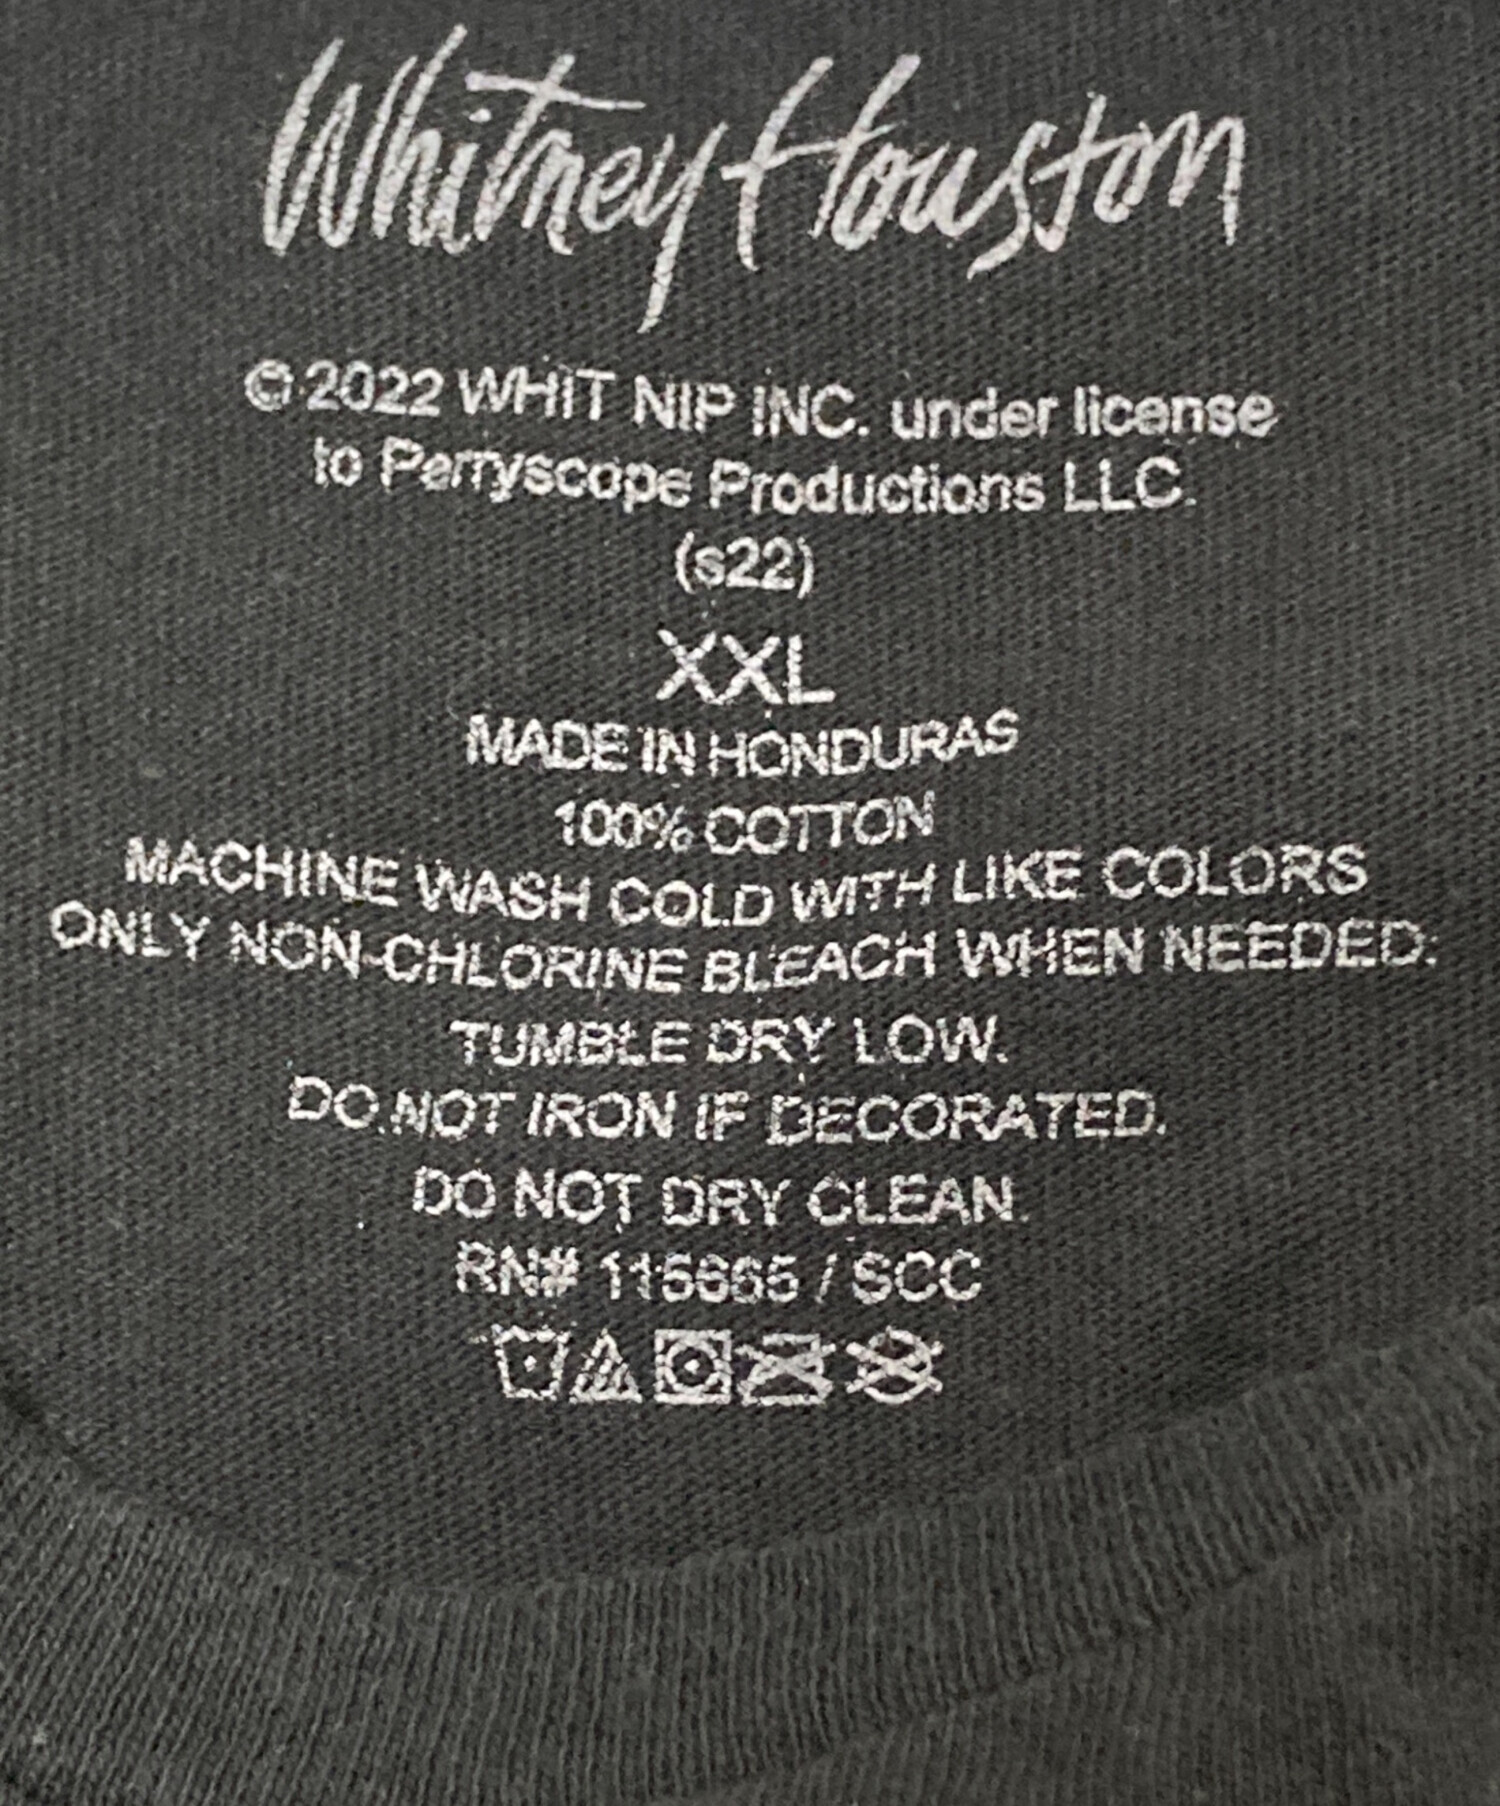 Whitney Houston
© 2022 WHIT NIP INC. under license
to Perryscope Productions LLC.
(s22)
XXL
MADE IN HONDURAS
100% COTTON
MACHINE WASH COLD WITH LIKE COLORS
ONLY NON-CHLORINE BLEACH WHEN NEEDED.
TUMBLE DRY LOW.
DO NOT IRON IF DECORATED.
DO NOT DRY CLEAN.
RN# / SCC